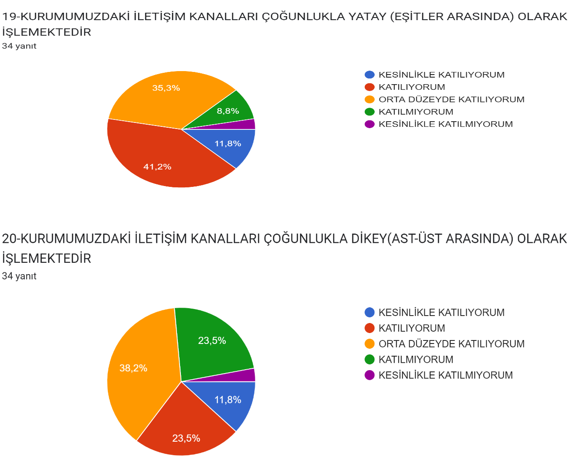 19-KURUMUMUZDAKİ İLETİŞİM KANALLARI ÇOĞUNLUKLA YATAY (EŞİTLER ARASINDA) OLARAK
İŞLEMEKTEDİR
34 yanıt
KESİNLİKLE KATILIYORUM
KATILIYORUM
ORTA DÜZEYDE KATILIYORUM
KATILMIYORUM
KESİNLİKLE KATILMIYORUM
35,3%
8,8%
11,8%
41,2%
20-KURUMUMUZDAKİ İLETİŞİM KANALLARI ÇOĞUNLUKLA DİKEY(AST-ÜST ARASINDA) OLARAK
İŞLEMEKTEDİR
34 yanıt
KESİNLİKLE KATILIYORUM
KATILIYORUM
ORTA DÜZEYDE KATILIYORUM
KATILMIYORUM
KESİNLİKLE KATILMIYORUM
23,5%
38,2%
11,8%
23,5%